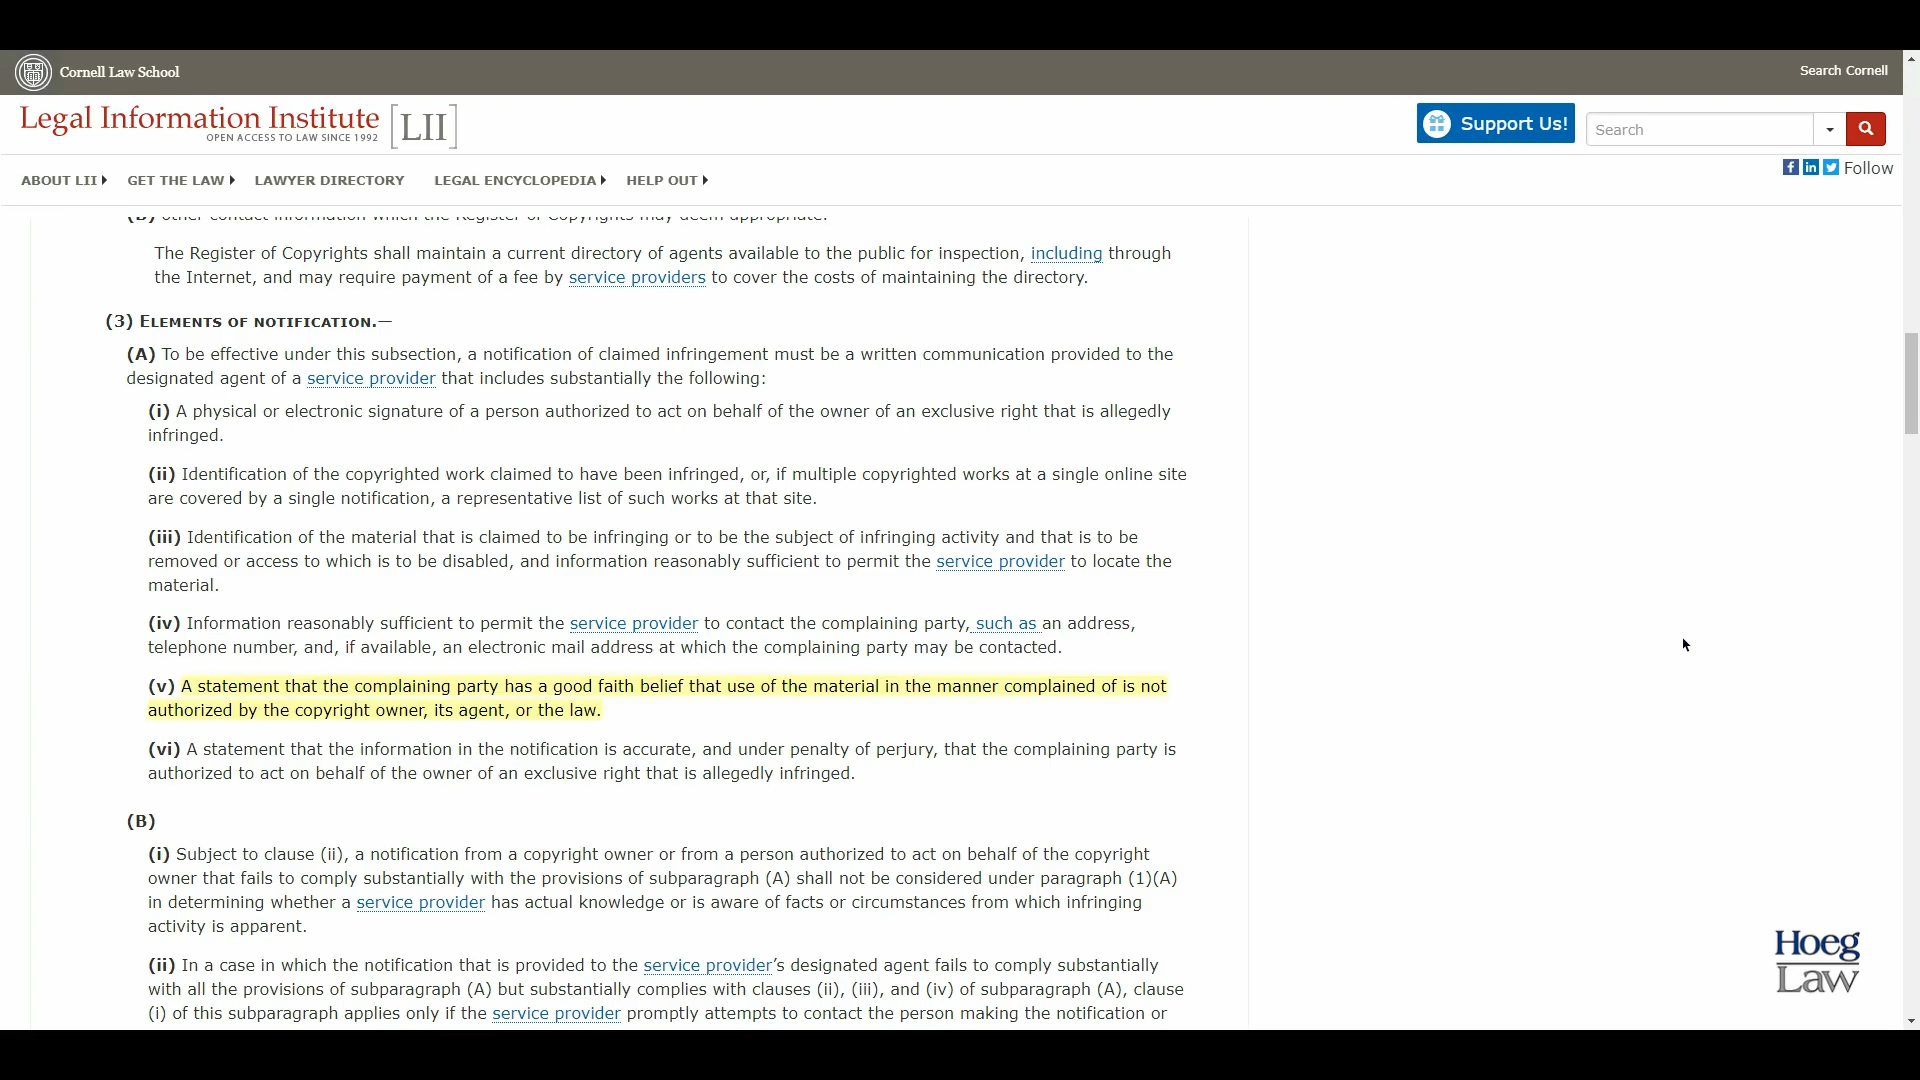 Cornell Law School
Search Cornell
Legal Information Institute [LII]
OPEN ACCESS TO LAW SINCE 1992
Support Us!
Search
ABOUT LII GET THE LAW LAWYER DIRECTORY LEGAL ENCYCLOPEDIA HELP OUT
Follow
(B) other contact information which the Register of Copyrights may deem appropriate.
The Register of Copyrights shall maintain a current directory of agents available to the public for inspection, including through
the Internet, and may require payment of a fee by service providers to cover the costs of maintaining the directory.
(3) ELEMENTS OF NOTIFICATION.—
(A) To be effective under this subsection, a notification of claimed infringement must be a written communication provided to the
designated agent of a service provider that includes substantially the following:
(i) A physical or electronic signature of a person authorized to act on behalf of the owner of an exclusive right that is allegedly
infringed.
(ii) Identification of the copyrighted work claimed to have been infringed, or, if multiple copyrighted works at a single online site
are covered by a single notification, a representative list of such works at that site.
(iii) Identification of the material that is claimed to be infringing or to be the subject of infringing activity and that is to be
removed or access to which is to be disabled, and information reasonably sufficient to permit the service provider to locate the
material.
(iv) Information reasonably sufficient to permit the service provider to contact the complaining party, such as an address,
telephone number, and, if available, an electronic mail address at which the complaining party may be contacted.
(v) A statement that the complaining party has a good faith belief that use of the material in the manner complained of is not
authorized by the copyright owner, its agent, or the law.
(vi) A statement that the information in the notification is accurate, and under penalty of perjury, that the complaining party is
authorized to act on behalf of the owner of an exclusive right that is allegedly infringed.
(B)
(i) Subject to clause (ii), a notification from a copyright owner or from a person authorized to act on behalf of the copyright
owner that fails to comply substantially with the provisions of subparagraph (A) shall not be considered under paragraph (1)(A)
in determining whether a service provider has actual knowledge or is aware of facts or circumstances from which infringing
activity is apparent.
(ii) In a case in which the notification that is provided to the service provider’s designated agent fails to comply substantially
with all the provisions of subparagraph (A) but substantially complies with clauses (ii), (iii), and (iv) of subparagraph (A), clause
(i) of this subparagraph applies only if the service provider promptly attempts to contact the person making the notification or
Hoeg
Law